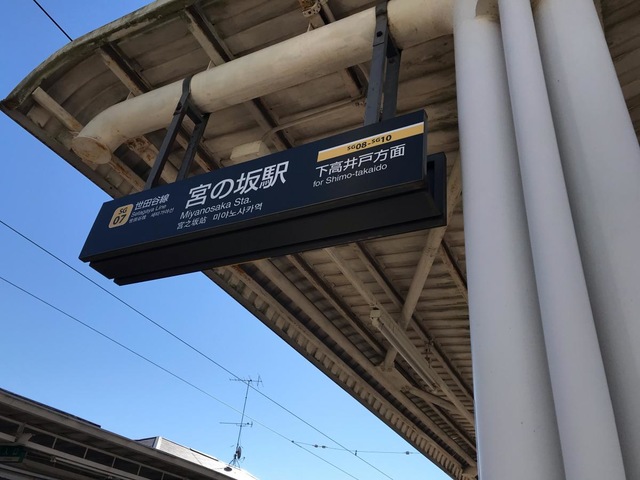 SG
07
世田谷線
Setagaya Line
宮の坂駅
Miyanosaka Sta.
宮之坂站 미야노사카역
SG08-SG10
下高井戸方面
for Shimo-takaido